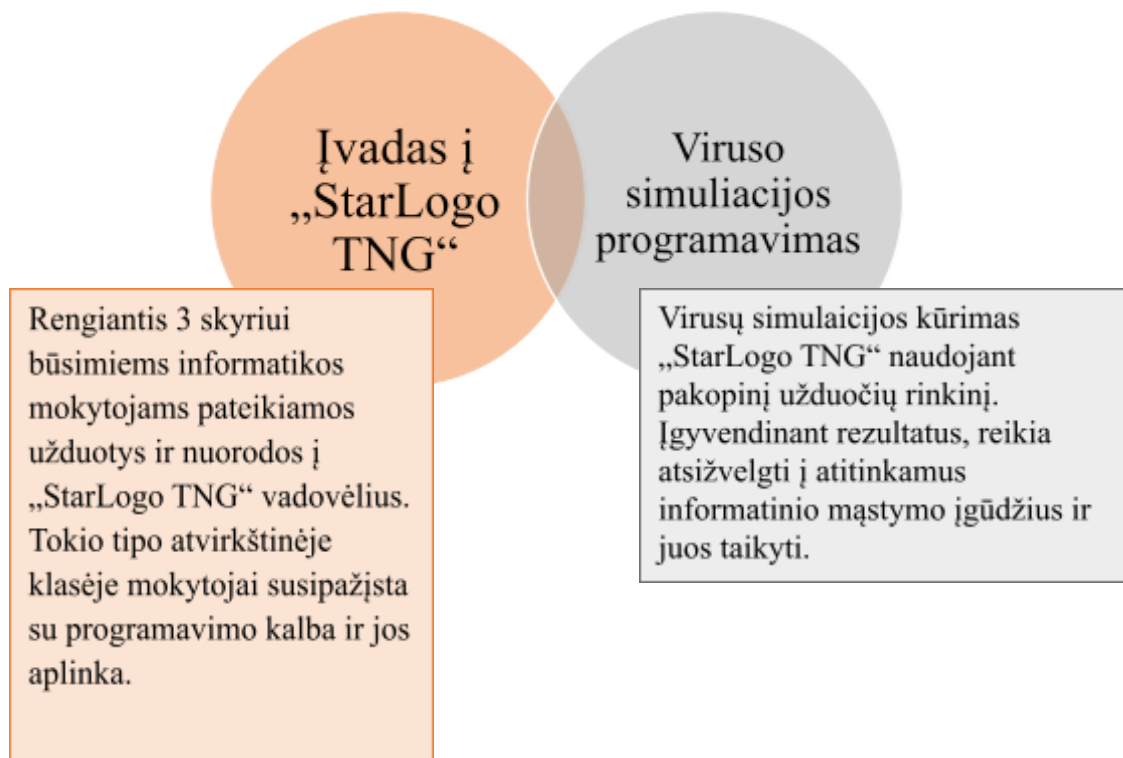 Įvadas į
„StarLogo
TNG“
Viruso
simuliacijos
programavimas
Rengiantis 3 skyriui
būsimiems informatikos
mokytojams pateikiamos
užduotys ir nuorodos į
„StarLogo TNG“ vadovėlius.
Tokio tipo atvirkštinėje
klasėje mokytojai susipažįsta
su programavimo kalba ir jos
aplinka.
Virusų simulaicijos kūrimas
„StarLogo TNG“ naudojant
pakopinį užduočių rinkinį.
Įgyvendinant rezultatus, reikia
atsižvelgti į atitinkamus
informatinio mąstymo įgūdžius ir
juos taikyti.